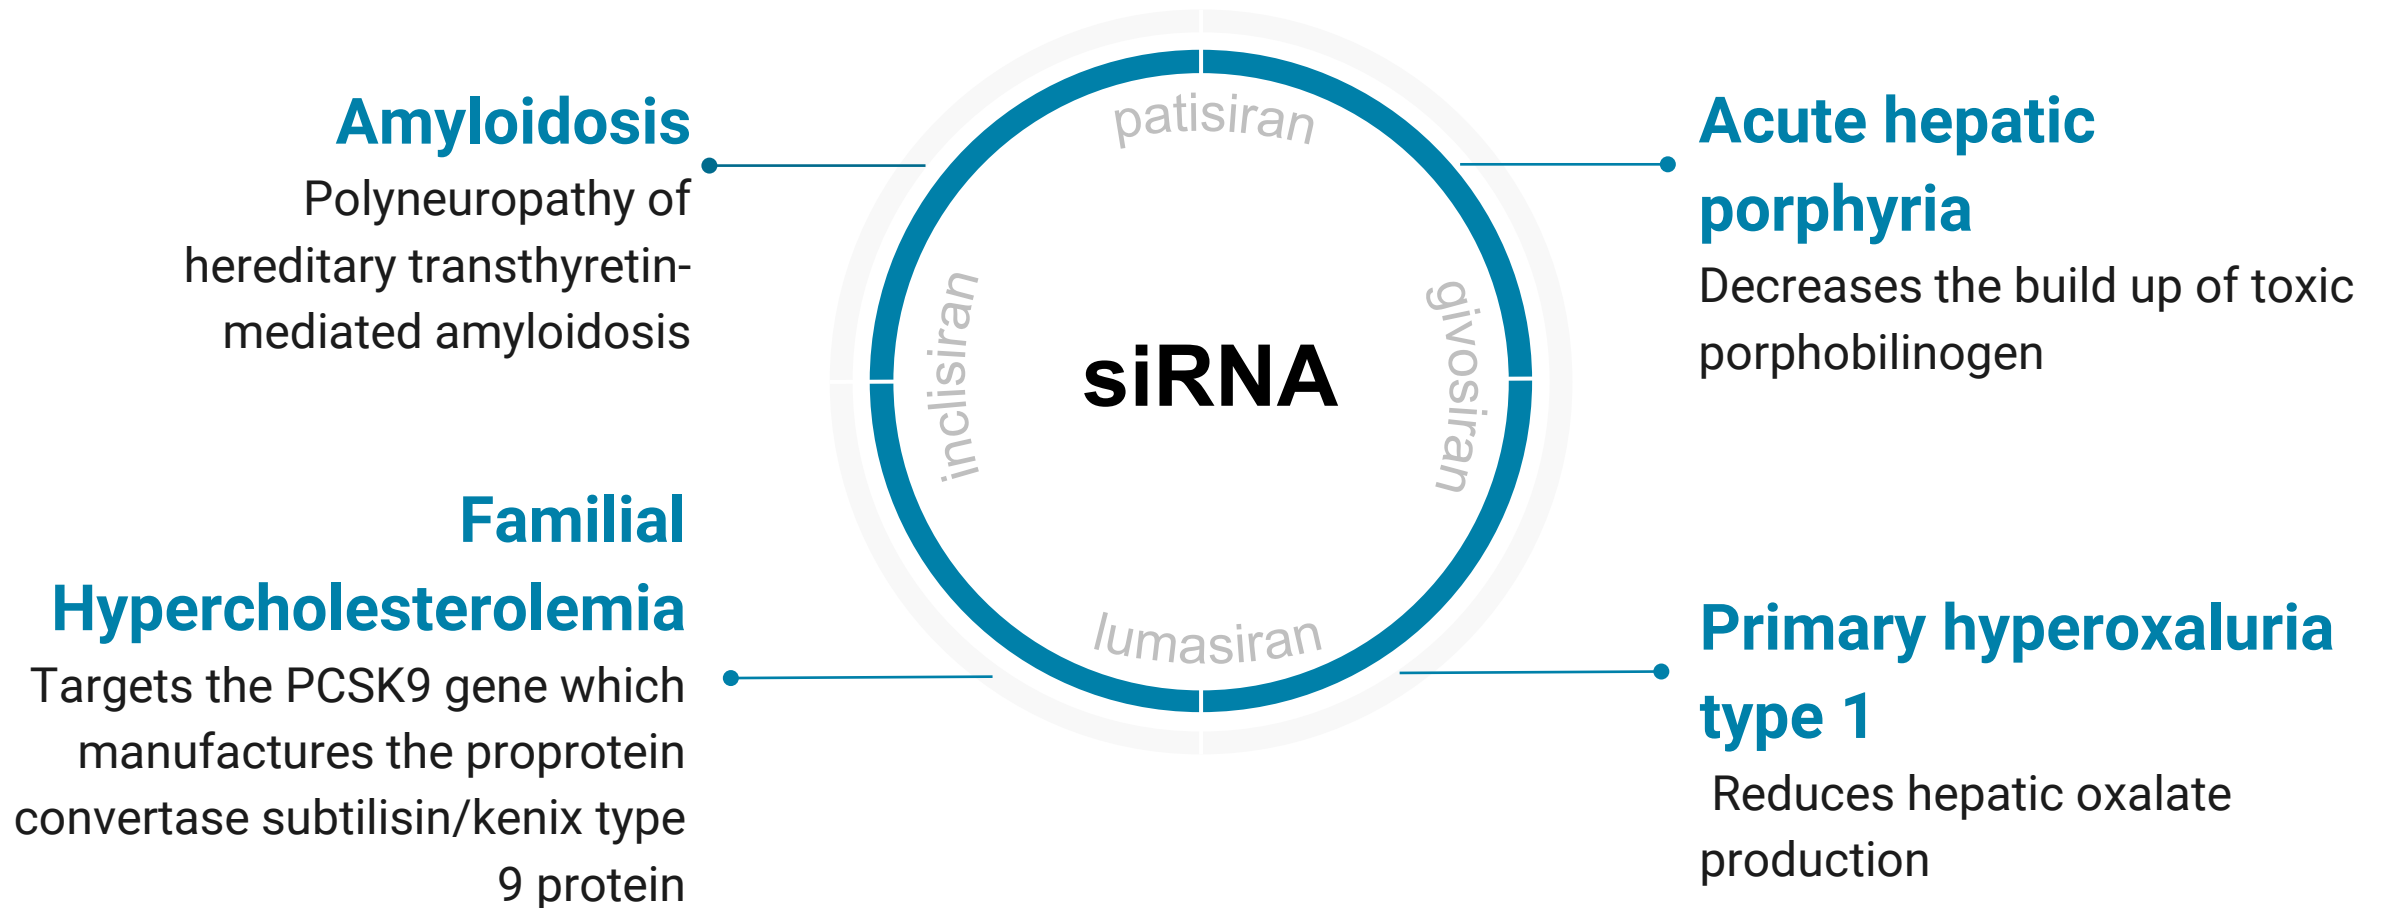 Amyloidosis
Polyneuropathy of
hereditary transthyretin-
mediated amyloidosis
Familial
Hypercholesterolemia
Targets the PCSK9 gene which
manufactures the proprotein
convertase subtilisin/kenix type
9 protein
patisiran
inclisiran
siRNA
givosiran
lumasiran
Acute hepatic
porphyria
Decreases the build up of toxic
porphobilinogen
Primary hyperoxaluria
type 1
Reduces hepatic oxalate
production